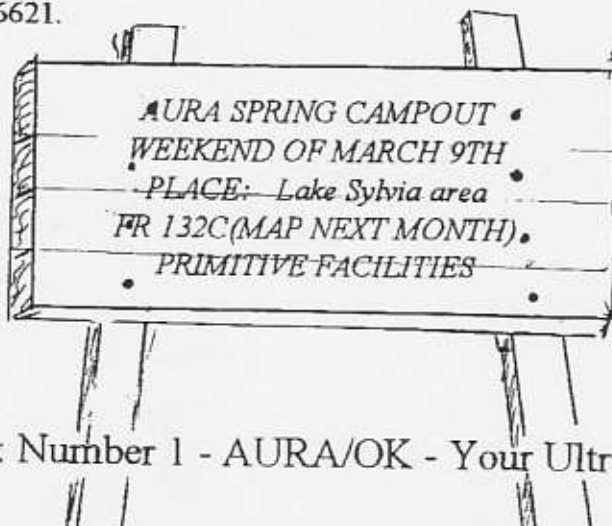 6621.
AURA SPRING CAMPOUT
WEEKEND OF MARCH 9TH
PLACE: Lake Sylvia area
FR 132C(MAP NEXT MONTH)
PRIMITIVE FACILITIES
Number 1 - AURA/OK - Your Ultr